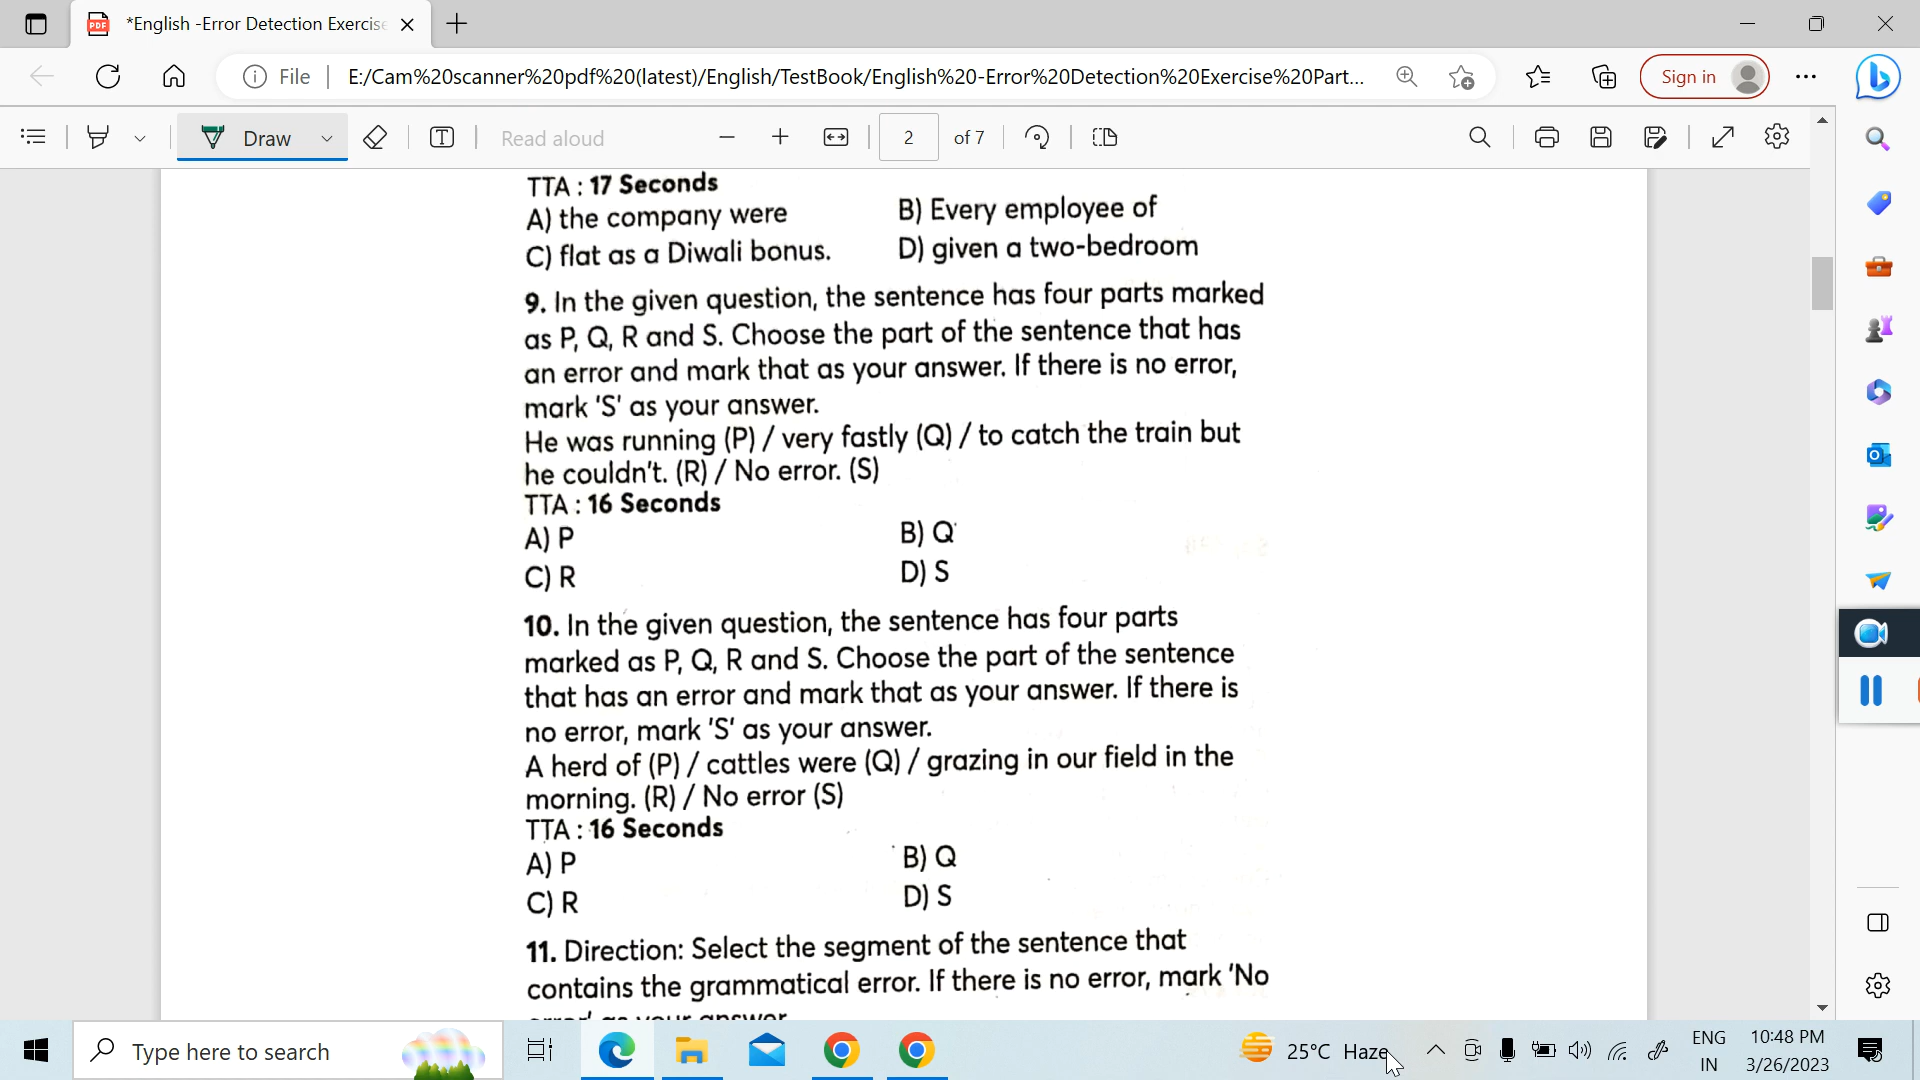 *English -Error Detection Exercise
File
E:/Cam%20scanner%20pdf%20(latest)/English/TestBook/English%20-Error%20Detection%20Exercise%20Part...
Sign in
Draw
Read aloud
2 of 7
TTA : 17 Seconds
A) the company were B) Every employee of
C) flat as a Diwali bonus. D) given a two-bedroom
9. In the given question, the sentence has four parts marked
as P, Q, R and S. Choose the part of the sentence that has
an error and mark that as your answer. If there is no error,
mark 'S' as your answer.
He was running (P) / very fastly (Q) / to catch the train but
he couldn't. (R) / No error. (S)
TTA : 16 Seconds
A) P B) Q
C) R D) S
10. In the given question, the sentence has four parts
marked as P, Q, R and S. Choose the part of the sentence
that has an error and mark that as your answer. If there is
no error, mark 'S' as your answer.
A herd of (P) / cattles were (Q) / grazing in our field in the
morning. (R) / No error (S)
TTA : 16 Seconds
A) P B) Q
C) R D) S
11. Direction: Select the segment of the sentence that
contains the grammatical error. If there is no error, mark 'No
error' as your answer
Type here to search
25°C Haze
ENG
IN
10:48 PM
3/26/2023